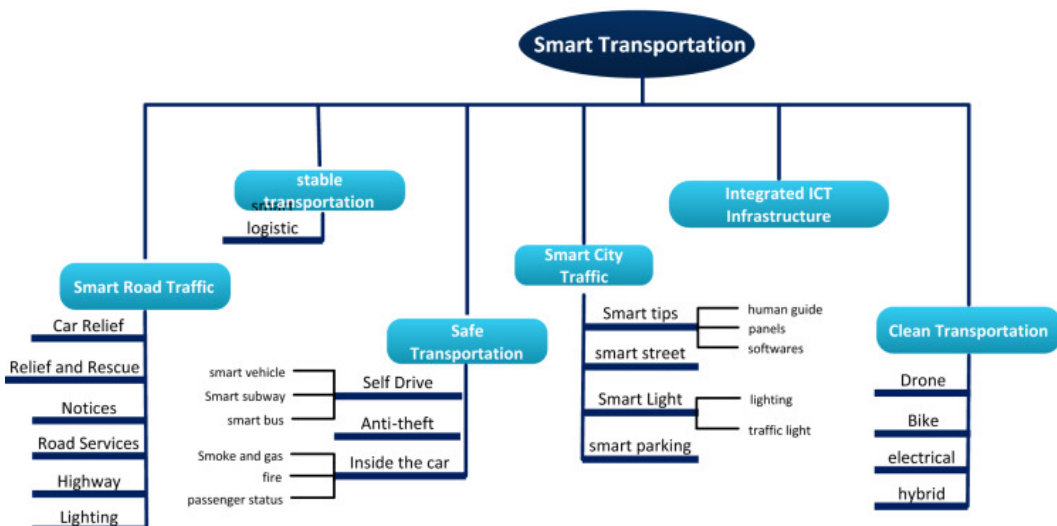 Smart Transportation
stable
transportation
smart
logistic
Integrated ICT
Infrastructure
Smart City
Traffic
Smart Road Traffic
Car Relief
Relief and Rescue
Notices
Road Services
Highway
Lighting
Safe
Transportation
Self Drive
smart vehicle
Smart subway
smart bus
Anti-theft
Inside the car
Smoke and gas
fire
passenger status
Smart tips
human guide
panels
softwares
smart street
Smart Light
lighting
traffic light
smart parking
Clean Transportation
Drone
Bike
electrical
hybrid